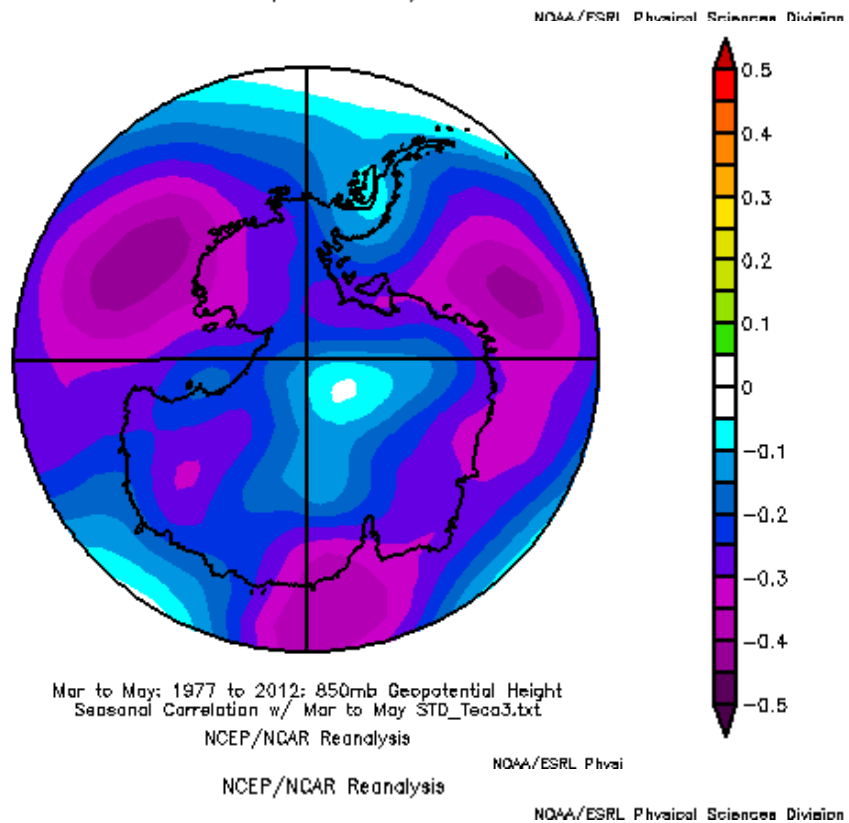 NOAA/ESRL Physical Sciences Division
0.5
0.4
0.3
0.2
0.1
0
-0.1
-0.2
-0.3
-0.4
-0.5
Mar to May: 1977 to 2012: 850mb Geopotential Height
Seasonal Correlation w/ Mar to May STD_Teca3.txt
NCEP/NCAR Reanalysis
NOAA/ESRL Physi
NCEP/NCAR Reanalysis
NOAA/ESRL Physical Sciences Division